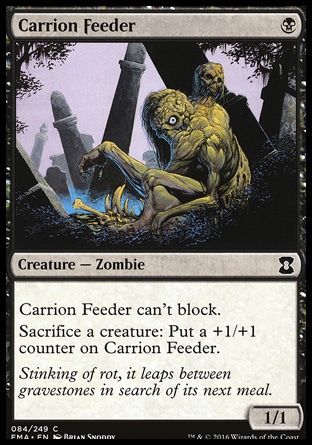 Carrion Feeder
Creature — Zombie
Carrion Feeder can't block.
Sacrifice a creature: Put a +1/+1
counter on Carrion Feeder.
Stinking of rot, it leaps between
gravestones in search of its next meal.
1/1
084/249 C
EMA • EN Brian Snoddy
™ & © 2016 Wizards of the Coast